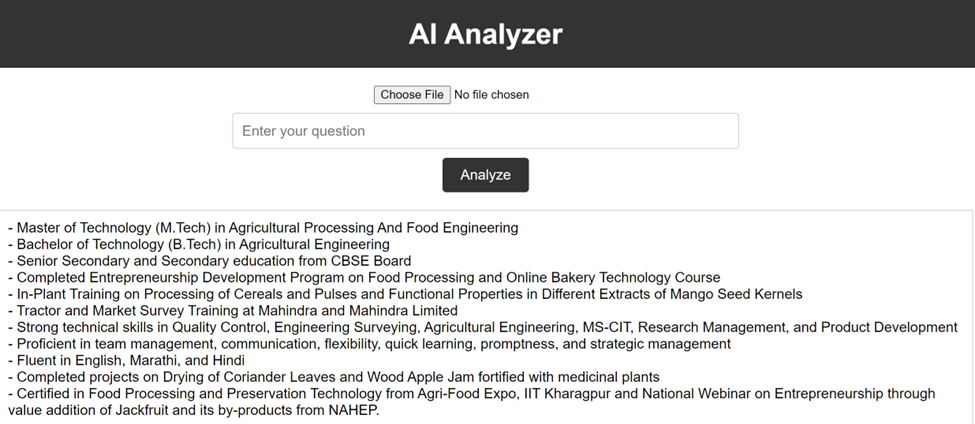 AI Analyzer
Choose File No file chosen
Enter your question
Analyze
- Master of Technology (M.Tech) in Agricultural Processing And Food Engineering
- Bachelor of Technology (B.Tech) in Agricultural Engineering
- Senior Secondary and Secondary education from CBSE Board
- Completed Entrepreneurship Development Program on Food Processing and Online Bakery Technology Course
- In-Plant Training on Processing of Cereals and Pulses and Functional Properties in Different Extracts of Mango Seed Kernels
- Tractor and Market Survey Training at Mahindra and Mahindra Limited
- Strong technical skills in Quality Control, Engineering Surveying, Agricultural Engineering, MS-CIT, Research Management, and Product Development
- Proficient in team management, communication, flexibility, quick learning, promptness, and strategic management
- Fluent in English, Marathi, and Hindi
- Completed projects on Drying of Coriander Leaves and Wood Apple Jam fortified with medicinal plants
- Certified in Food Processing and Preservation Technology from Agri-Food Expo, IIT Kharagpur and National Webinar on Entrepreneurship through
value addition of Jackfruit and its by-products from NAHEP.